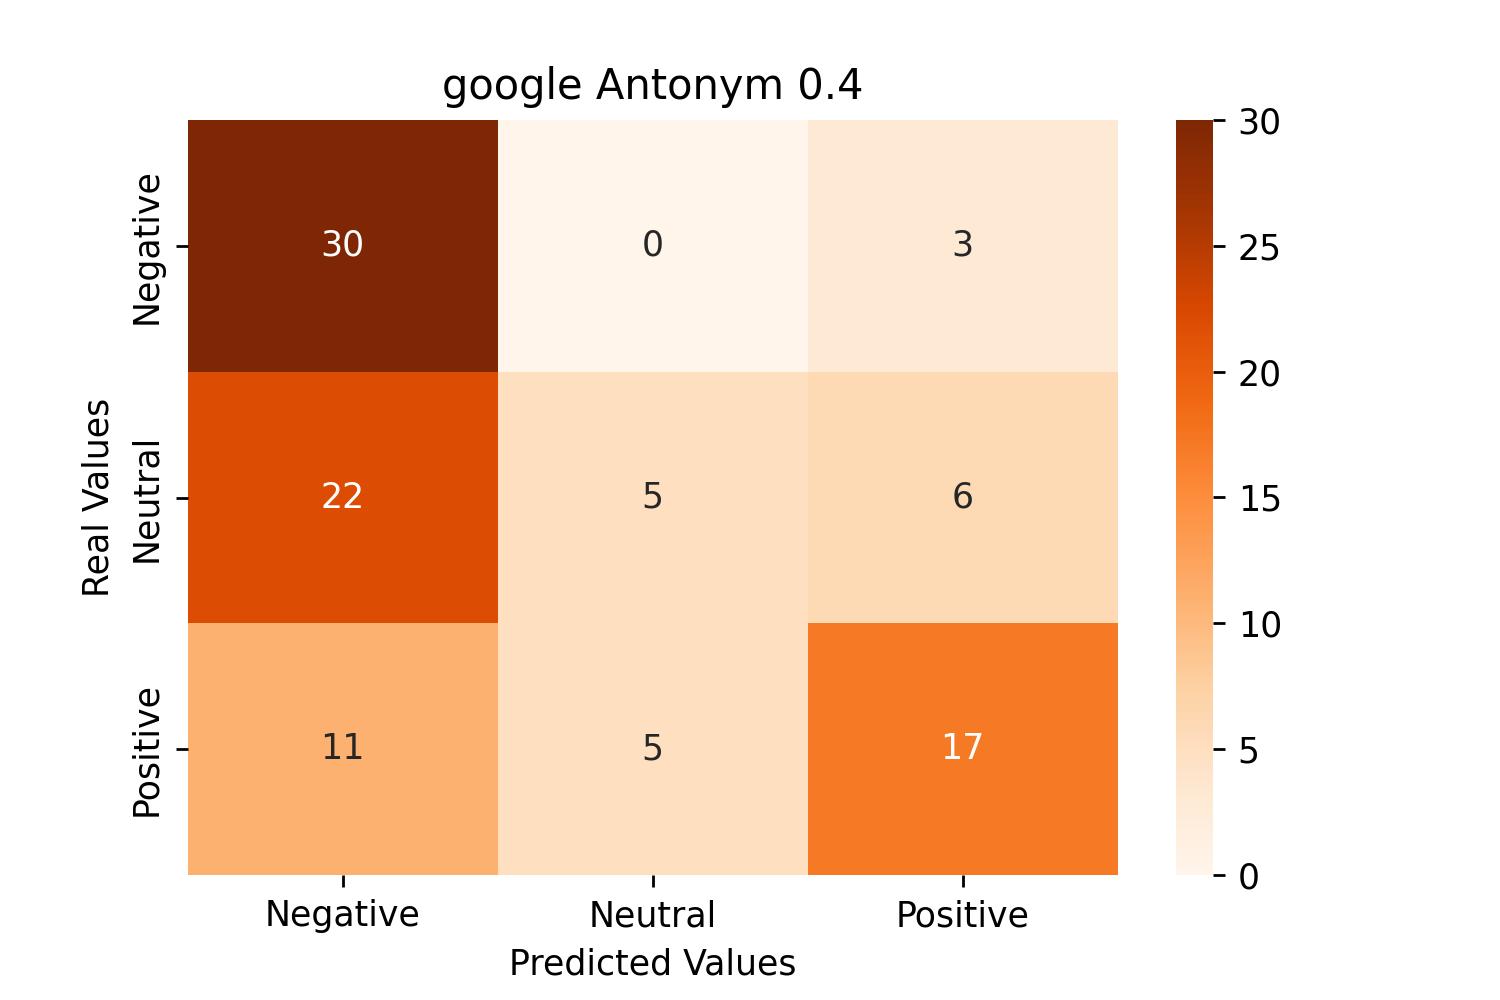 google Antonym 0.4
Real Values
Negative
30 0 3
Neutral
22 5 6
Positive
11 5 17
Negative Neutral Positive
Predicted Values
30
25
20
15
10
5
0